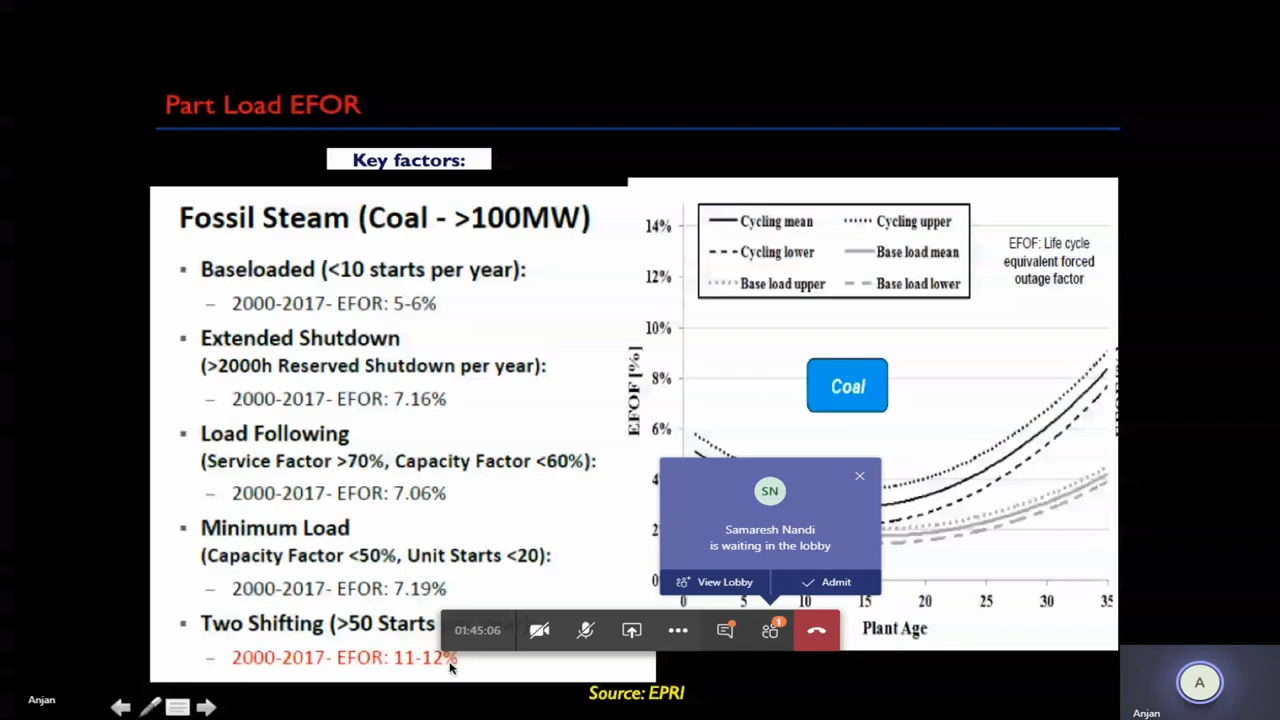 Part Load EFOR
Key factors:
Fossil Steam (Coal - >100MW)
▪ Baseloaded (<10 starts per year):
– 2000-2017- EFOR: 5-6%
▪ Extended Shutdown
(>2000h Reserved Shutdown per year):
– 2000-2017- EFOR: 7.16%
▪ Load Following
(Service Factor >70%, Capacity Factor <60%):
– 2000-2017- EFOR: 7.06%
▪ Minimum Load
(Capacity Factor <50%, Unit Starts <20):
– 2000-2017- EFOR: 7.19%
▪ Two Shifting (>50 Starts
– 2000-2017- EFOR: 11-12%
Cycling mean
Cycling upper
Cycling lower
Base load mean
Base load upper
Base load lower
EFOF: Life cycle
equivalent forced
outage factor
14%
12%
10%
8%
6%
4
2
0
EFOF [%]
Coal
0 5 10 15 20 25 30 35
Plant Age
SN
Samaresh Nandi
is waiting in the lobby
View Lobby
Admit
01:45:06
1
Source: EPRI
Anjan
A
Anjan